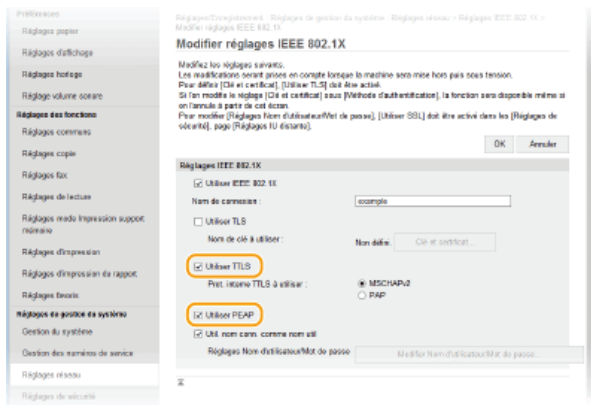 Préférences
Réglages papier
Réglages d'affichage
Réglages horloge
Réglage volume sonore
Réglages des fonctions
Réglages communs
Réglages copie
Réglages fax
Réglages de lecture
Réglages mode Impression support
mémoire
Réglages d'impression
Réglages d'impression de rapport
Réglages favoris
Réglages de gestion du système
Gestion du système
Gestion des numéros de service
Réglages réseau
Réglages de sécurité
Réglages/Enregistrement : Réglages de gestion du système : Réglages réseau > Réglages IEEE 802.1X >
Modifier réglages IEEE 802.1X
Modifier réglages IEEE 802.1X
Modifiez les réglages suivants.
Les modifications seront prises en compte lorsque la machine sera mise hors puis sous tension.
Pour définir [Clé et certificat], [Utiliser TLS] doit être activé.
Si l'on modifie le réglage [Clé et certificat] sous [Méthode d'authentification], la fonction sera disponible même si
on l'annule à partir de cet écran.
Pour modifier [Réglages Nom d'utilisateur/Mot de passe], [Utiliser SSL] doit être activé dans les [Réglages de
sécurité], page [Réglages IU distante].
OK Annuler
Réglages IEEE 802.1X
Utiliser IEEE 802.1X
Nom de connexion : example
Utiliser TLS
Nom de clé à utiliser : Non défini. Clé et certificat...
Utiliser TTLS
Prot. interne TTLS à utiliser : MSCHAPv2
PAP
Utiliser PEAP
Util. nom conn. comme nom util
Réglages Nom d'utilisateur/Mot de passe Modifier Nom d'utilisateur/Mot de passe...